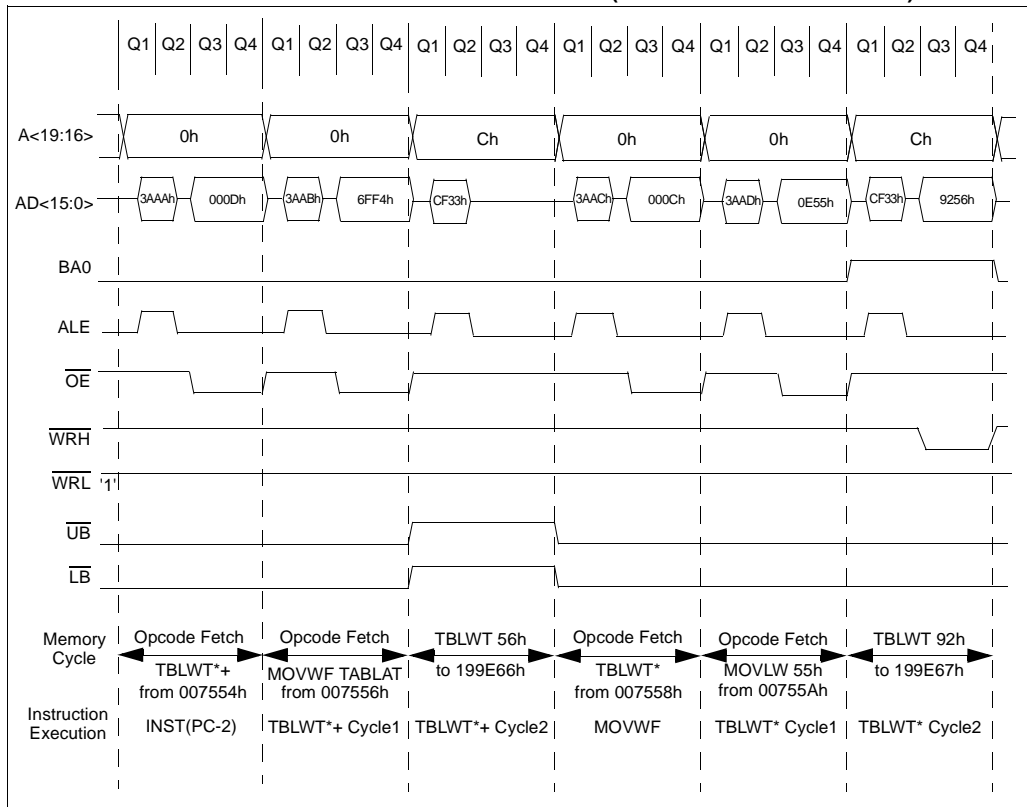 Q1 Q2 Q3 Q4 Q1 Q2 Q3 Q4 Q1 Q2 Q3 Q4 Q1 Q2 Q3 Q4 Q1 Q2 Q3 Q4 Q1 Q2 Q3 Q4
A<19:16> 0h 0h Ch 0h 0h Ch
AD<15:0> 3AAAh 000Dh 3AABh 6FF4h CF33h 3AACh 000Ch 3AADh 0E55h CF33h 9256h
BA0
ALE
OE
WRH
WRL '1'
UB
LB
Memory Cycle
Opcode Fetch
TBLWT*+
from 007554h
Opcode Fetch
MOVWF TABLAT
from 007556h
TBLWT 56h
to 199E66h
Opcode Fetch
TBLWT*
from 007558h
Opcode Fetch
MOVLW 55h
from 00755Ah
TBLWT 92h
to 199E67h
Instruction
Execution
INST(PC-2) TBLWT*+ Cycle1 TBLWT*+ Cycle2 MOVWF TBLWT* Cycle1 TBLWT* Cycle2